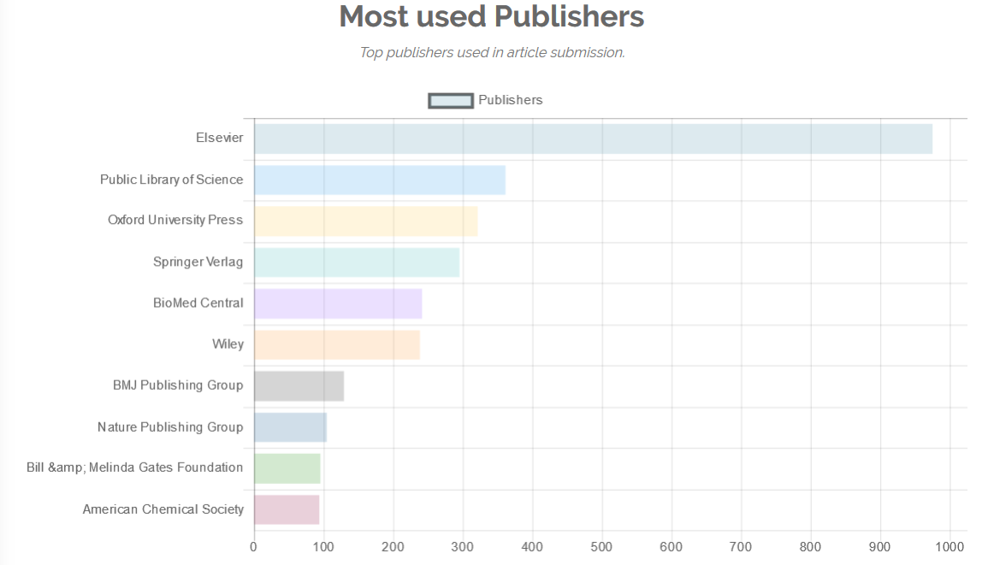 Most used Publishers
Top publishers used in article submission.
Publishers
Elsevier
Public Library of Science
Oxford University Press
Springer Verlag
BioMed Central
Wiley
BMJ Publishing Group
Nature Publishing Group
Bill &amp; Melinda Gates Foundation
American Chemical Society
0 100 200 300 400 500 600 700 800 900 1000